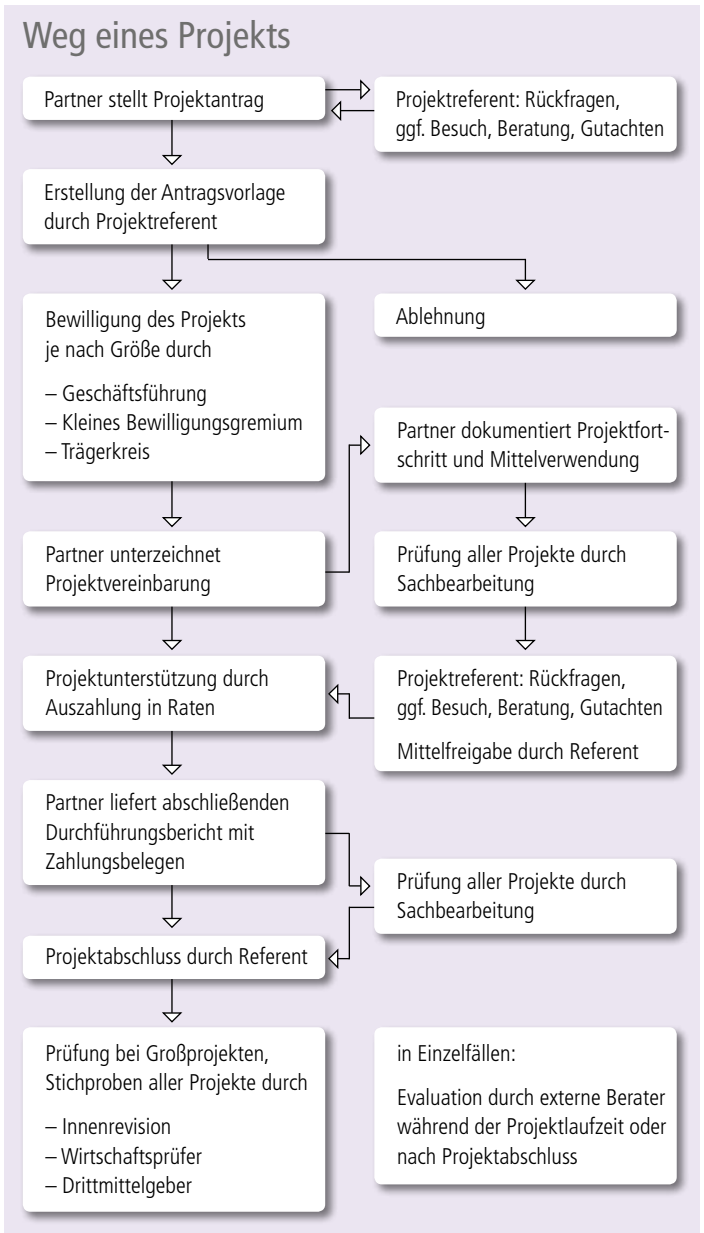 Weg eines Projekts
Partner stellt Projektantrag
Projektreferent: Rückfragen,
ggf. Besuch, Beratung, Gutachten
Erstellung der Antragsvorlage
durch Projektreferent
Bewilligung des Projekts
je nach Größe durch
– Geschäftsführung
– Kleines Bewilligungsgremium
– Trägerkreis
Ablehnung
Partner dokumentiert Projektfort-
schritt und Mittelverwendung
Partner unterzeichnet
Projektvereinbarung
Prüfung aller Projekte durch
Sachbearbeitung
Projektunterstützung durch
Auszahlung in Raten
Projektreferent: Rückfragen,
ggf. Besuch, Beratung, Gutachten
Mittelfreigabe durch Referent
Partner liefert abschließenden
Durchführungsbericht mit
Zahlungsbelegen
Prüfung aller Projekte durch
Sachbearbeitung
Projektabschluss durch Referent
Prüfung bei Großprojekten,
Stichproben aller Projekte durch
– Innenrevision
– Wirtschaftsprüfer
– Drittmittelgeber
in Einzelfällen:
Evaluation durch externe Berater
während der Projektlaufzeit oder
nach Projektabschluss